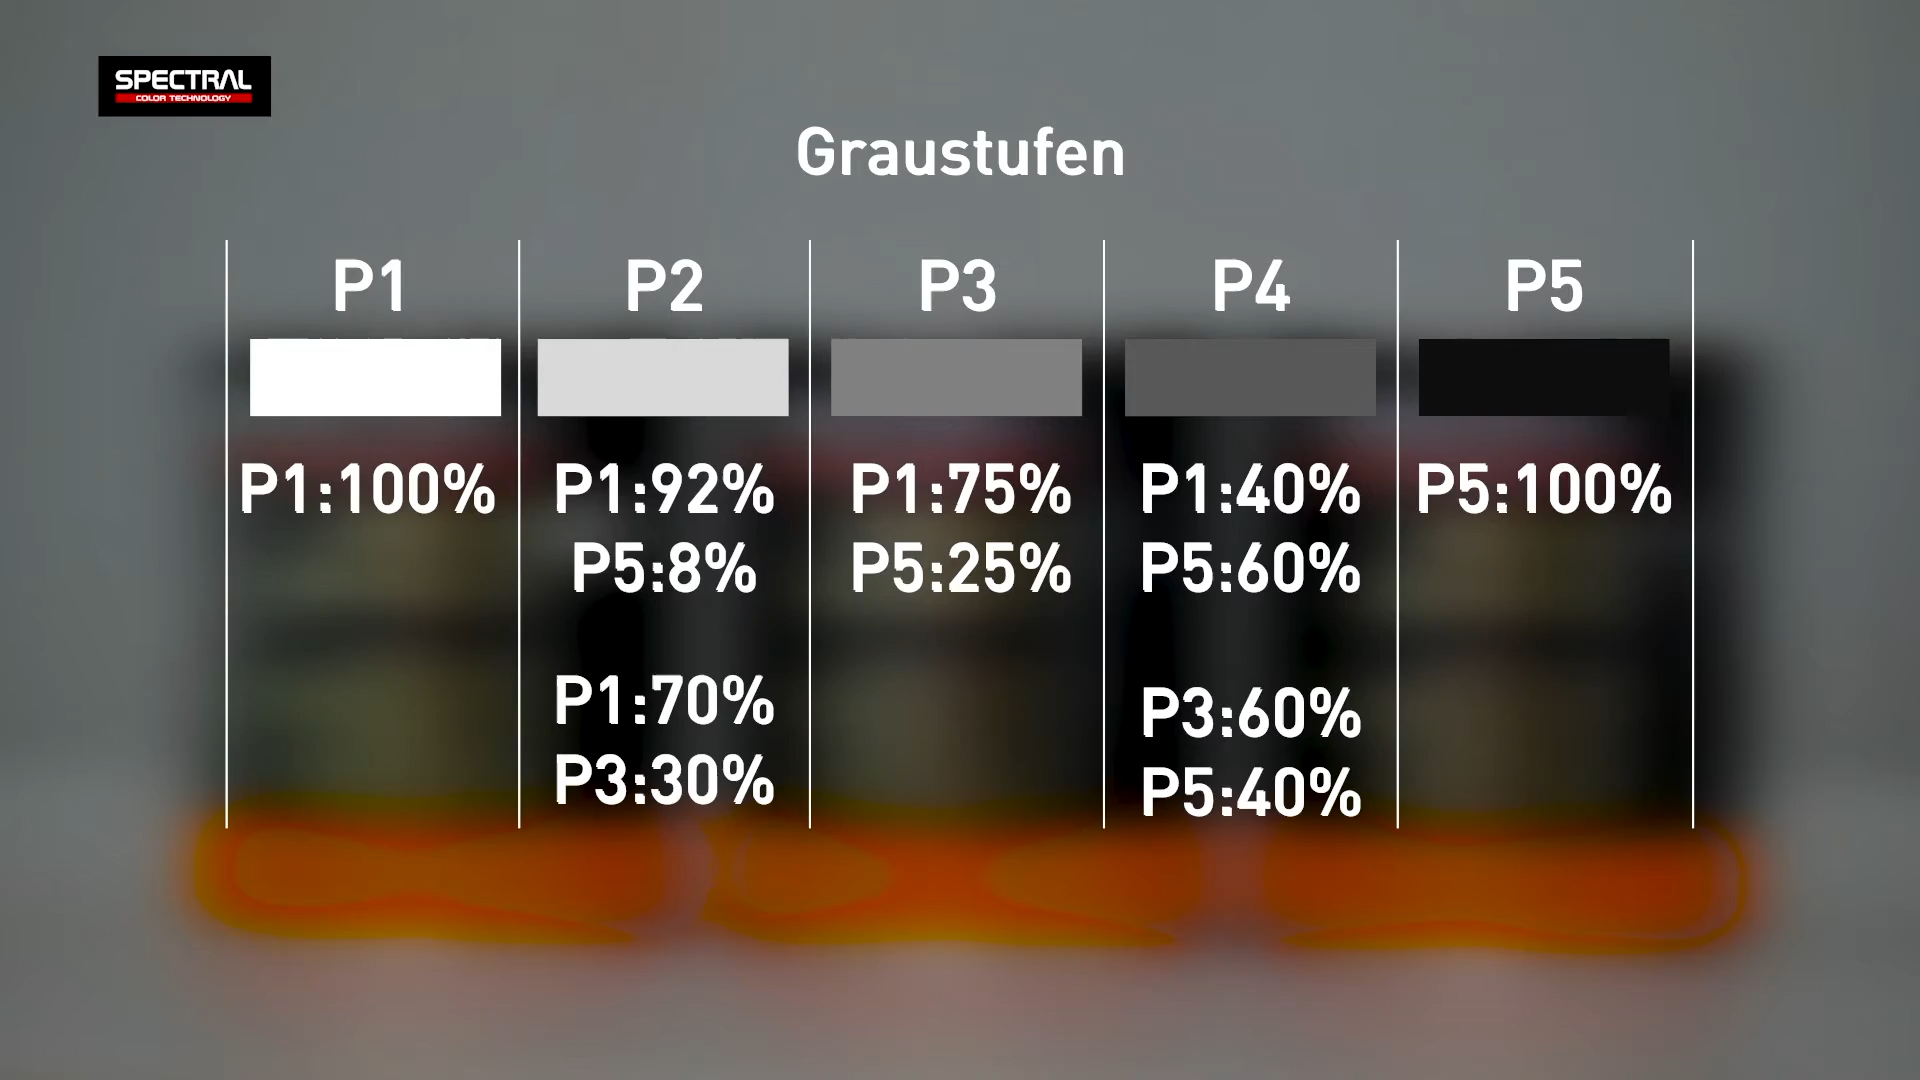 SPECTRAL
COLOR TECHNOLOGY
Graustufen
P1 P2 P3 P4 P5
P1:100% P1:92% P1:75% P1:40% P5:100%
P5:8% P5:25% P5:60%
P1:70% P3:60%
P3:30% P5:40%